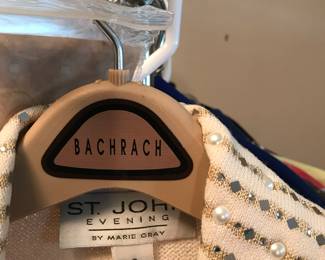 BACHRACH
ST. JOH
EVENING
BY MARIE GRAY